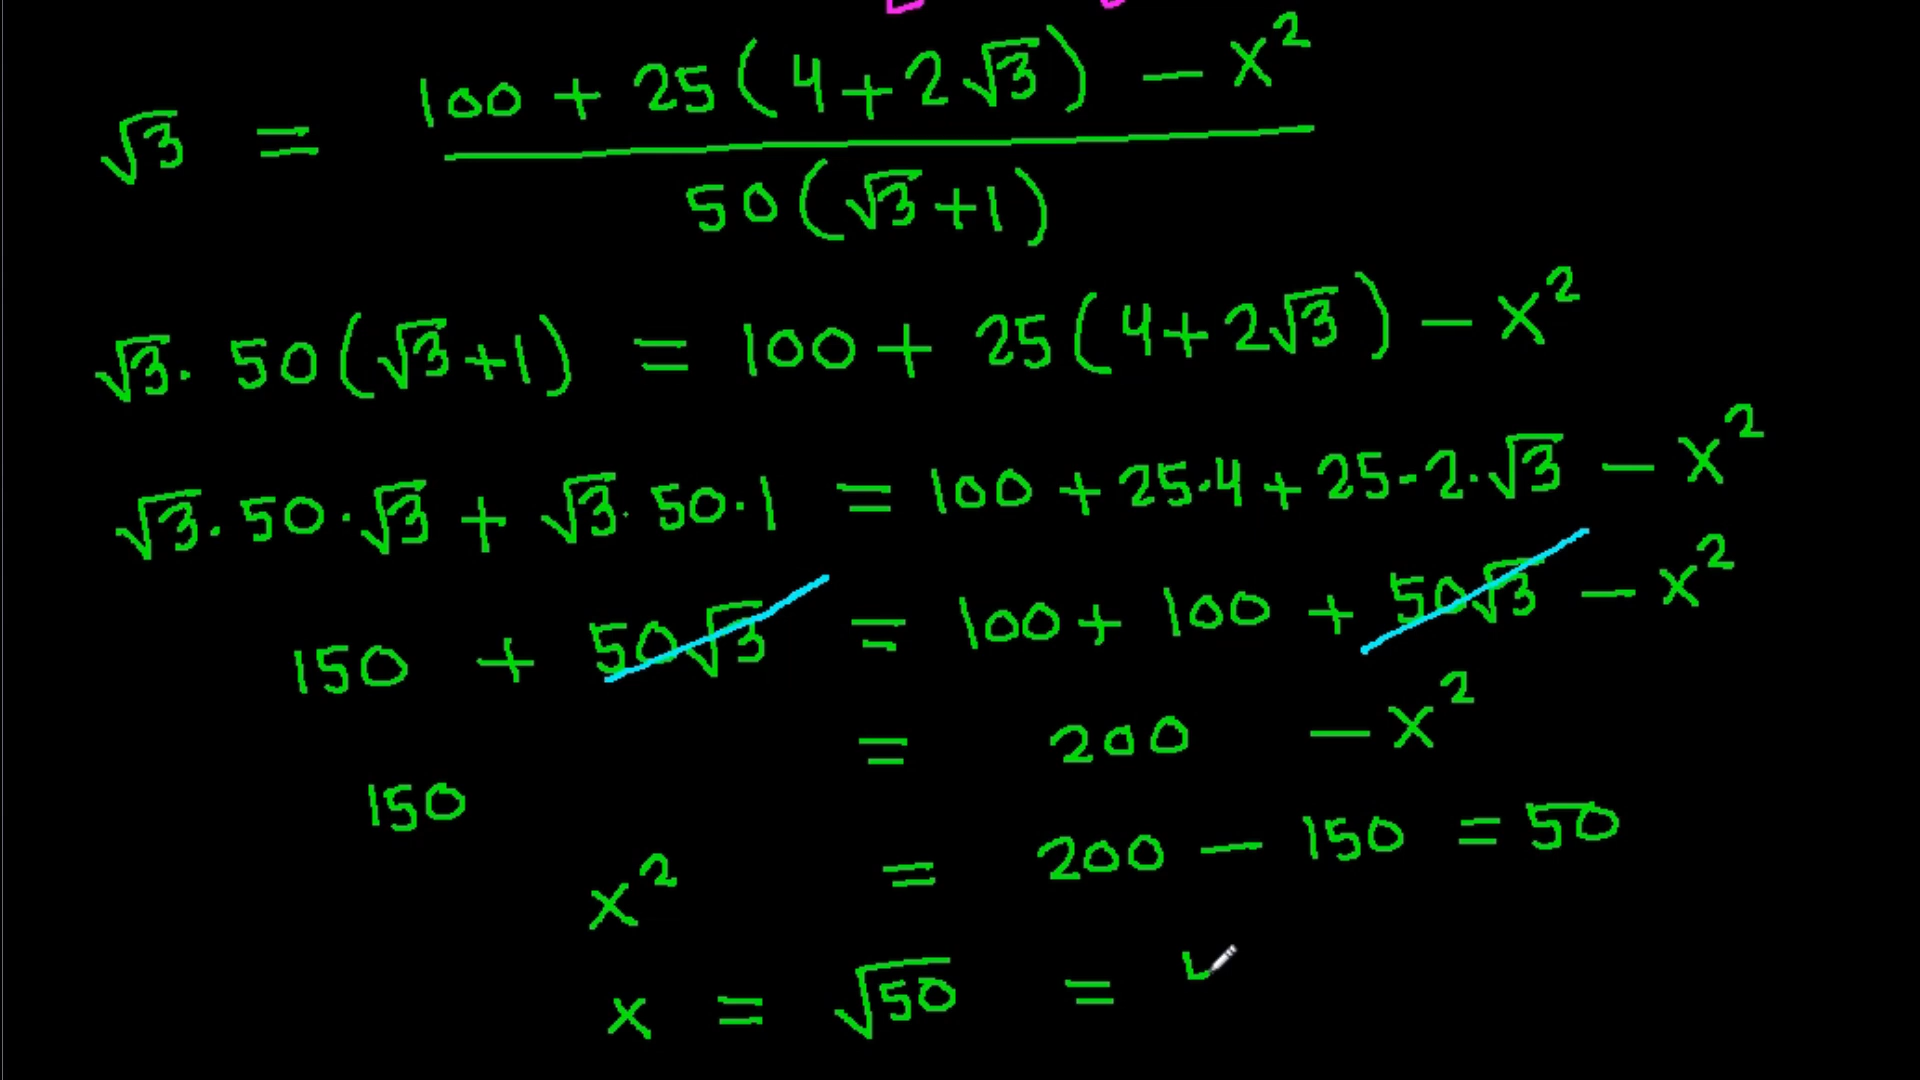 √3 = (100 + 25(4+2√3) − x²) / (50(√3+1))
√3 · 50(√3+1) = 100 + 25(4+2√3) − x²
√3 · 50 · √3 + √3 · 50 · 1 = 100 + 25·4 + 25·2·√3 − x²
150 + 50√3 = 100 + 100 + 50√3 − x²
150 = 200 − x²
x² = 200 − 150 = 50
x = √50 =